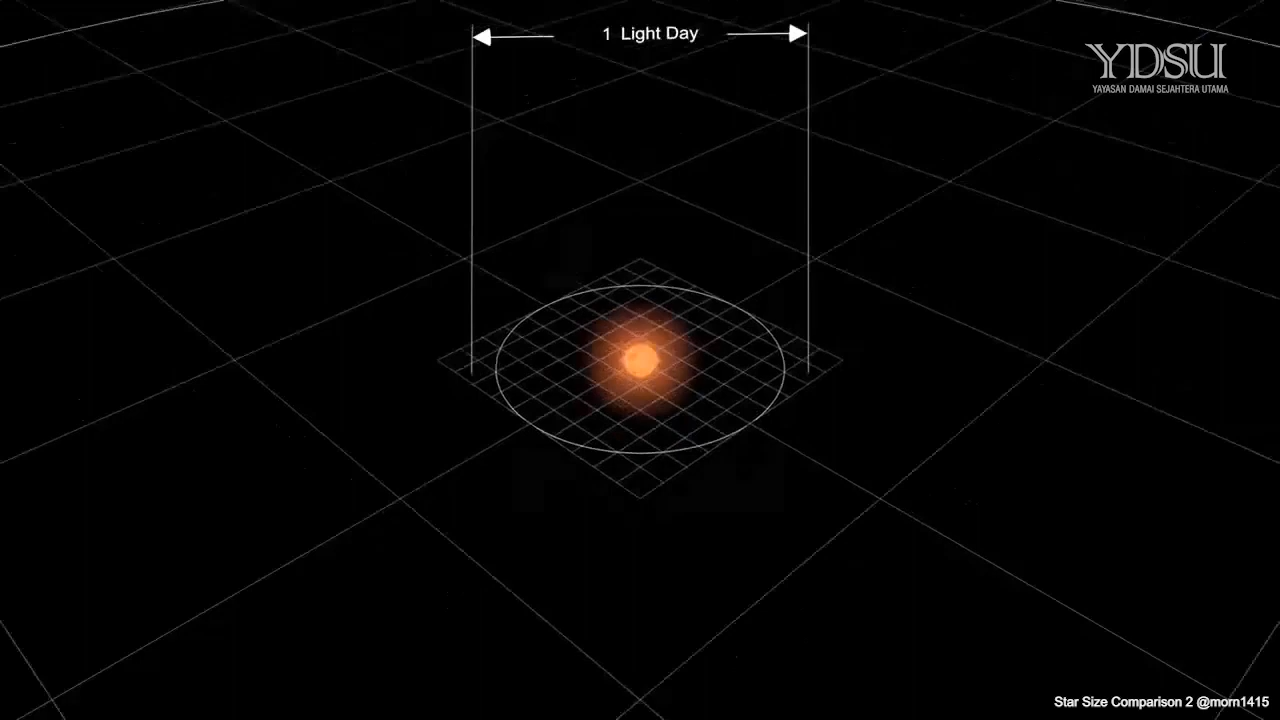 1 Light Day
YDSU
YAYASAN DAMAI SEJAHTERA UTAMA
Star Size Comparison 2 @morn1415